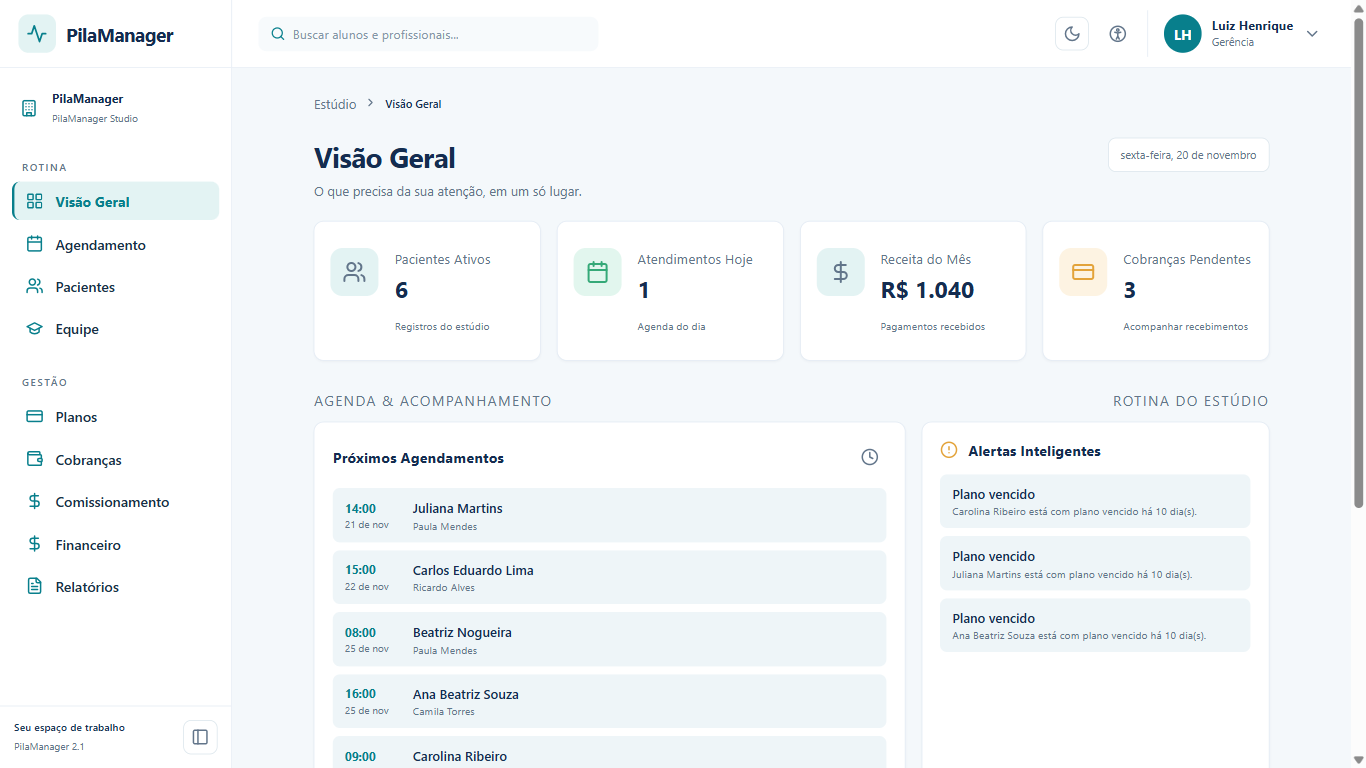 PilaManager
Buscar alunos e profissionais...
LH
Luiz Henrique
Gerência
PilaManager
PilaManager Studio
ROTINA
Visão Geral
Agendamento
Pacientes
Equipe
GESTÃO
Planos
Cobranças
Comissionamento
Financeiro
Relatórios
Seu espaço de trabalho
PilaManager 2.1
Estúdio > Visão Geral
Visão Geral
O que precisa da sua atenção, em um só lugar.
sexta-feira, 20 de novembro
Pacientes Ativos
6
Registros do estúdio
Atendimentos Hoje
1
Agenda do dia
Receita do Mês
R$ 1.040
Pagamentos recebidos
Cobranças Pendentes
3
Acompanhar recebimentos
AGENDA & ACOMPANHAMENTO
Próximos Agendamentos
14:00 Juliana Martins
21 de nov Paula Mendes
15:00 Carlos Eduardo Lima
22 de nov Ricardo Alves
08:00 Beatriz Nogueira
25 de nov Paula Mendes
16:00 Ana Beatriz Souza
25 de nov Camila Torres
09:00 Carolina Ribeiro
ROTINA DO ESTÚDIO
Alertas Inteligentes
Plano vencido
Carolina Ribeiro está com plano vencido há 10 dia(s).
Plano vencido
Juliana Martins está com plano vencido há 10 dia(s).
Plano vencido
Ana Beatriz Souza está com plano vencido há 10 dia(s).